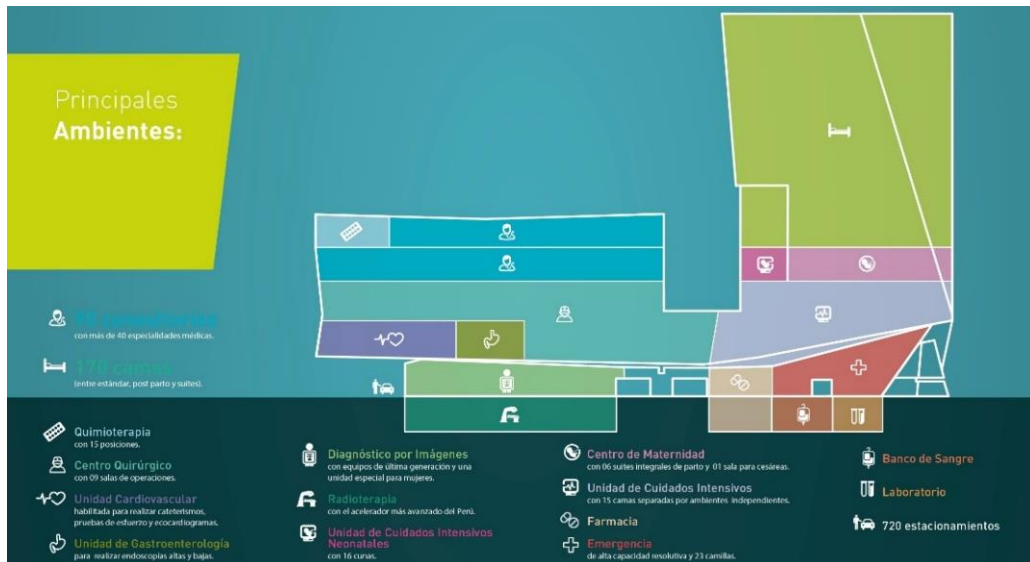 Principales
Ambientes:
con más de 40 especialidades médicas.
170 camas
(entre estándar, post parto y suites).
Quimioterapia
con 15 posiciones.
Centro Quirúrgico
con 09 salas de operaciones.
Unidad Cardiovascular
habilitada para realizar cateterismos,
pruebas de esfuerzo y ecocardiogramas.
Unidad de Gastroenterología
para realizar endoscopías altas y bajas.
Diagnóstico por Imágenes
con equipos de última generación y una
unidad especial para mujeres.
Radioterapia
con el acelerador más avanzado del Perú.
Unidad de Cuidados Intensivos
Neonatales
con 16 cunas.
Centro de Maternidad
con 06 suites integrales de parto y 01 sala para cesáreas.
Unidad de Cuidados Intensivos
con 15 camas separadas por ambientes independientes.
Farmacia
Emergencia
de alta capacidad resolutiva y 23 camillas.
Banco de Sangre
Laboratorio
720 estacionamientos